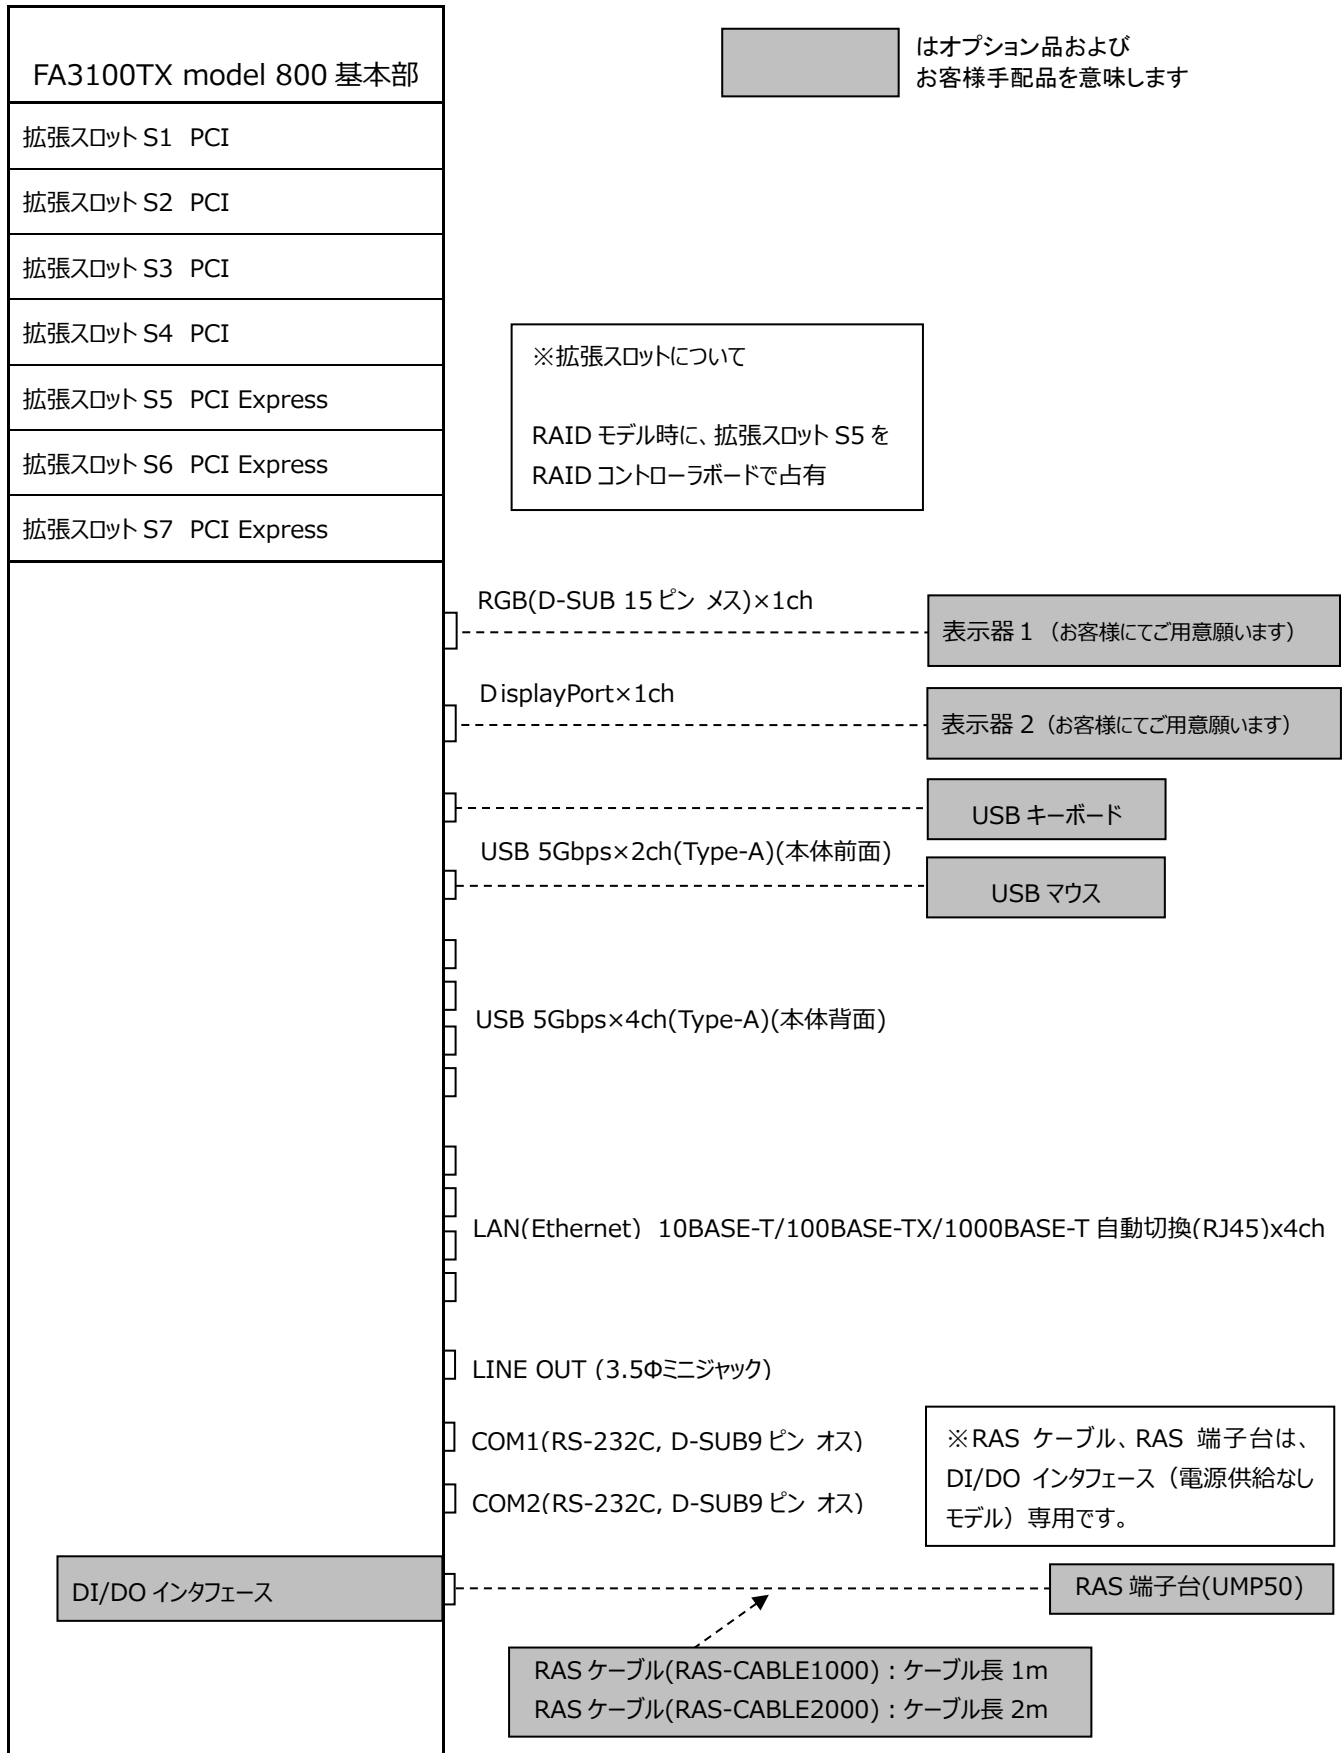 FA3100TX model 800 基本部
はオプション品および
お客様手配品を意味します
拡張スロット S1 PCI
拡張スロット S2 PCI
拡張スロット S3 PCI
拡張スロット S4 PCI
拡張スロット S5 PCI Express
拡張スロット S6 PCI Express
拡張スロット S7 PCI Express
※拡張スロットについて
RAID モデル時に、拡張スロット S5 を
RAID コントローラボードで占有
RGB(D-SUB 15 ピン メス)×1ch
表示器 1 （お客様にてご用意願います）
DisplayPort×1ch
表示器 2 （お客様にてご用意願います）
USB キーボード
USB 5Gbps×2ch(Type-A)(本体前面)
USB マウス
USB 5Gbps×4ch(Type-A)(本体背面)
LAN(Ethernet) 10BASE-T/100BASE-TX/1000BASE-T 自動切換(RJ45)x4ch
LINE OUT (3.5Φミニジャック)
COM1(RS-232C, D-SUB9 ピン オス)
COM2(RS-232C, D-SUB9 ピン オス)
※RAS ケーブル、RAS 端子台は、
DI/DO インタフェース（電源供給なし
モデル）専用です。
DI/DO インタフェース
RAS 端子台(UMP50)
RAS ケーブル(RAS-CABLE1000)：ケーブル長 1m
RAS ケーブル(RAS-CABLE2000)：ケーブル長 2m